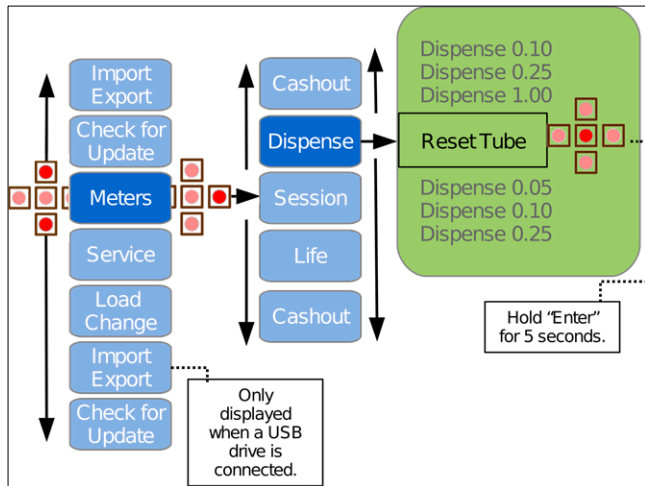 Import
Export
Check for
Update
Meters
Service
Load
Change
Import
Export
Check for
Update
Only
displayed
when a USB
drive is
connected.
Cashout
Dispense
Session
Life
Cashout
Dispense 0.10
Dispense 0.25
Dispense 1.00
Reset Tube
Dispense 0.05
Dispense 0.10
Dispense 0.25
Hold “Enter”
for 5 seconds.